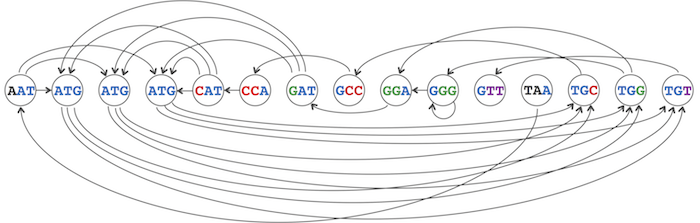 AAT ATG ATG ATG CAT CCA GAT GCC GGA GGG GTT TAA TGC TGG TGT